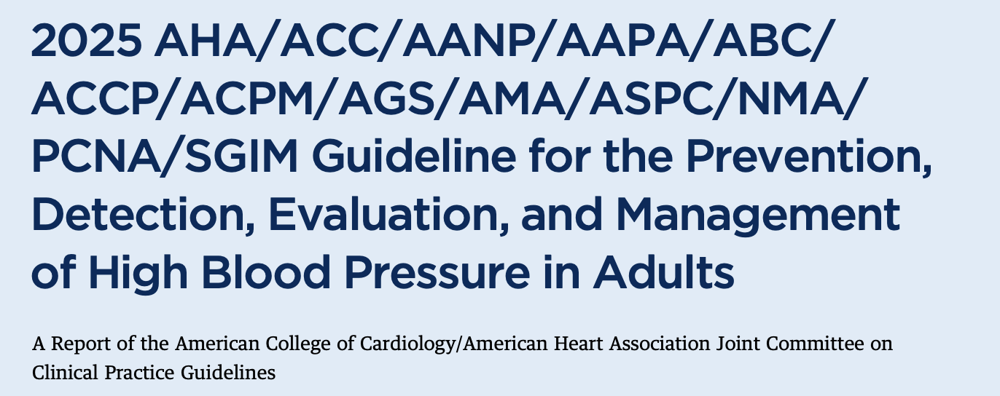 2025 AHA/ACC/AANP/AAPA/ABC/
ACCP/ACPM/AGS/AMA/ASPC/NMA/
PCNA/SGIM Guideline for the Prevention,
Detection, Evaluation, and Management
of High Blood Pressure in Adults
A Report of the American College of Cardiology/American Heart Association Joint Committee on
Clinical Practice Guidelines